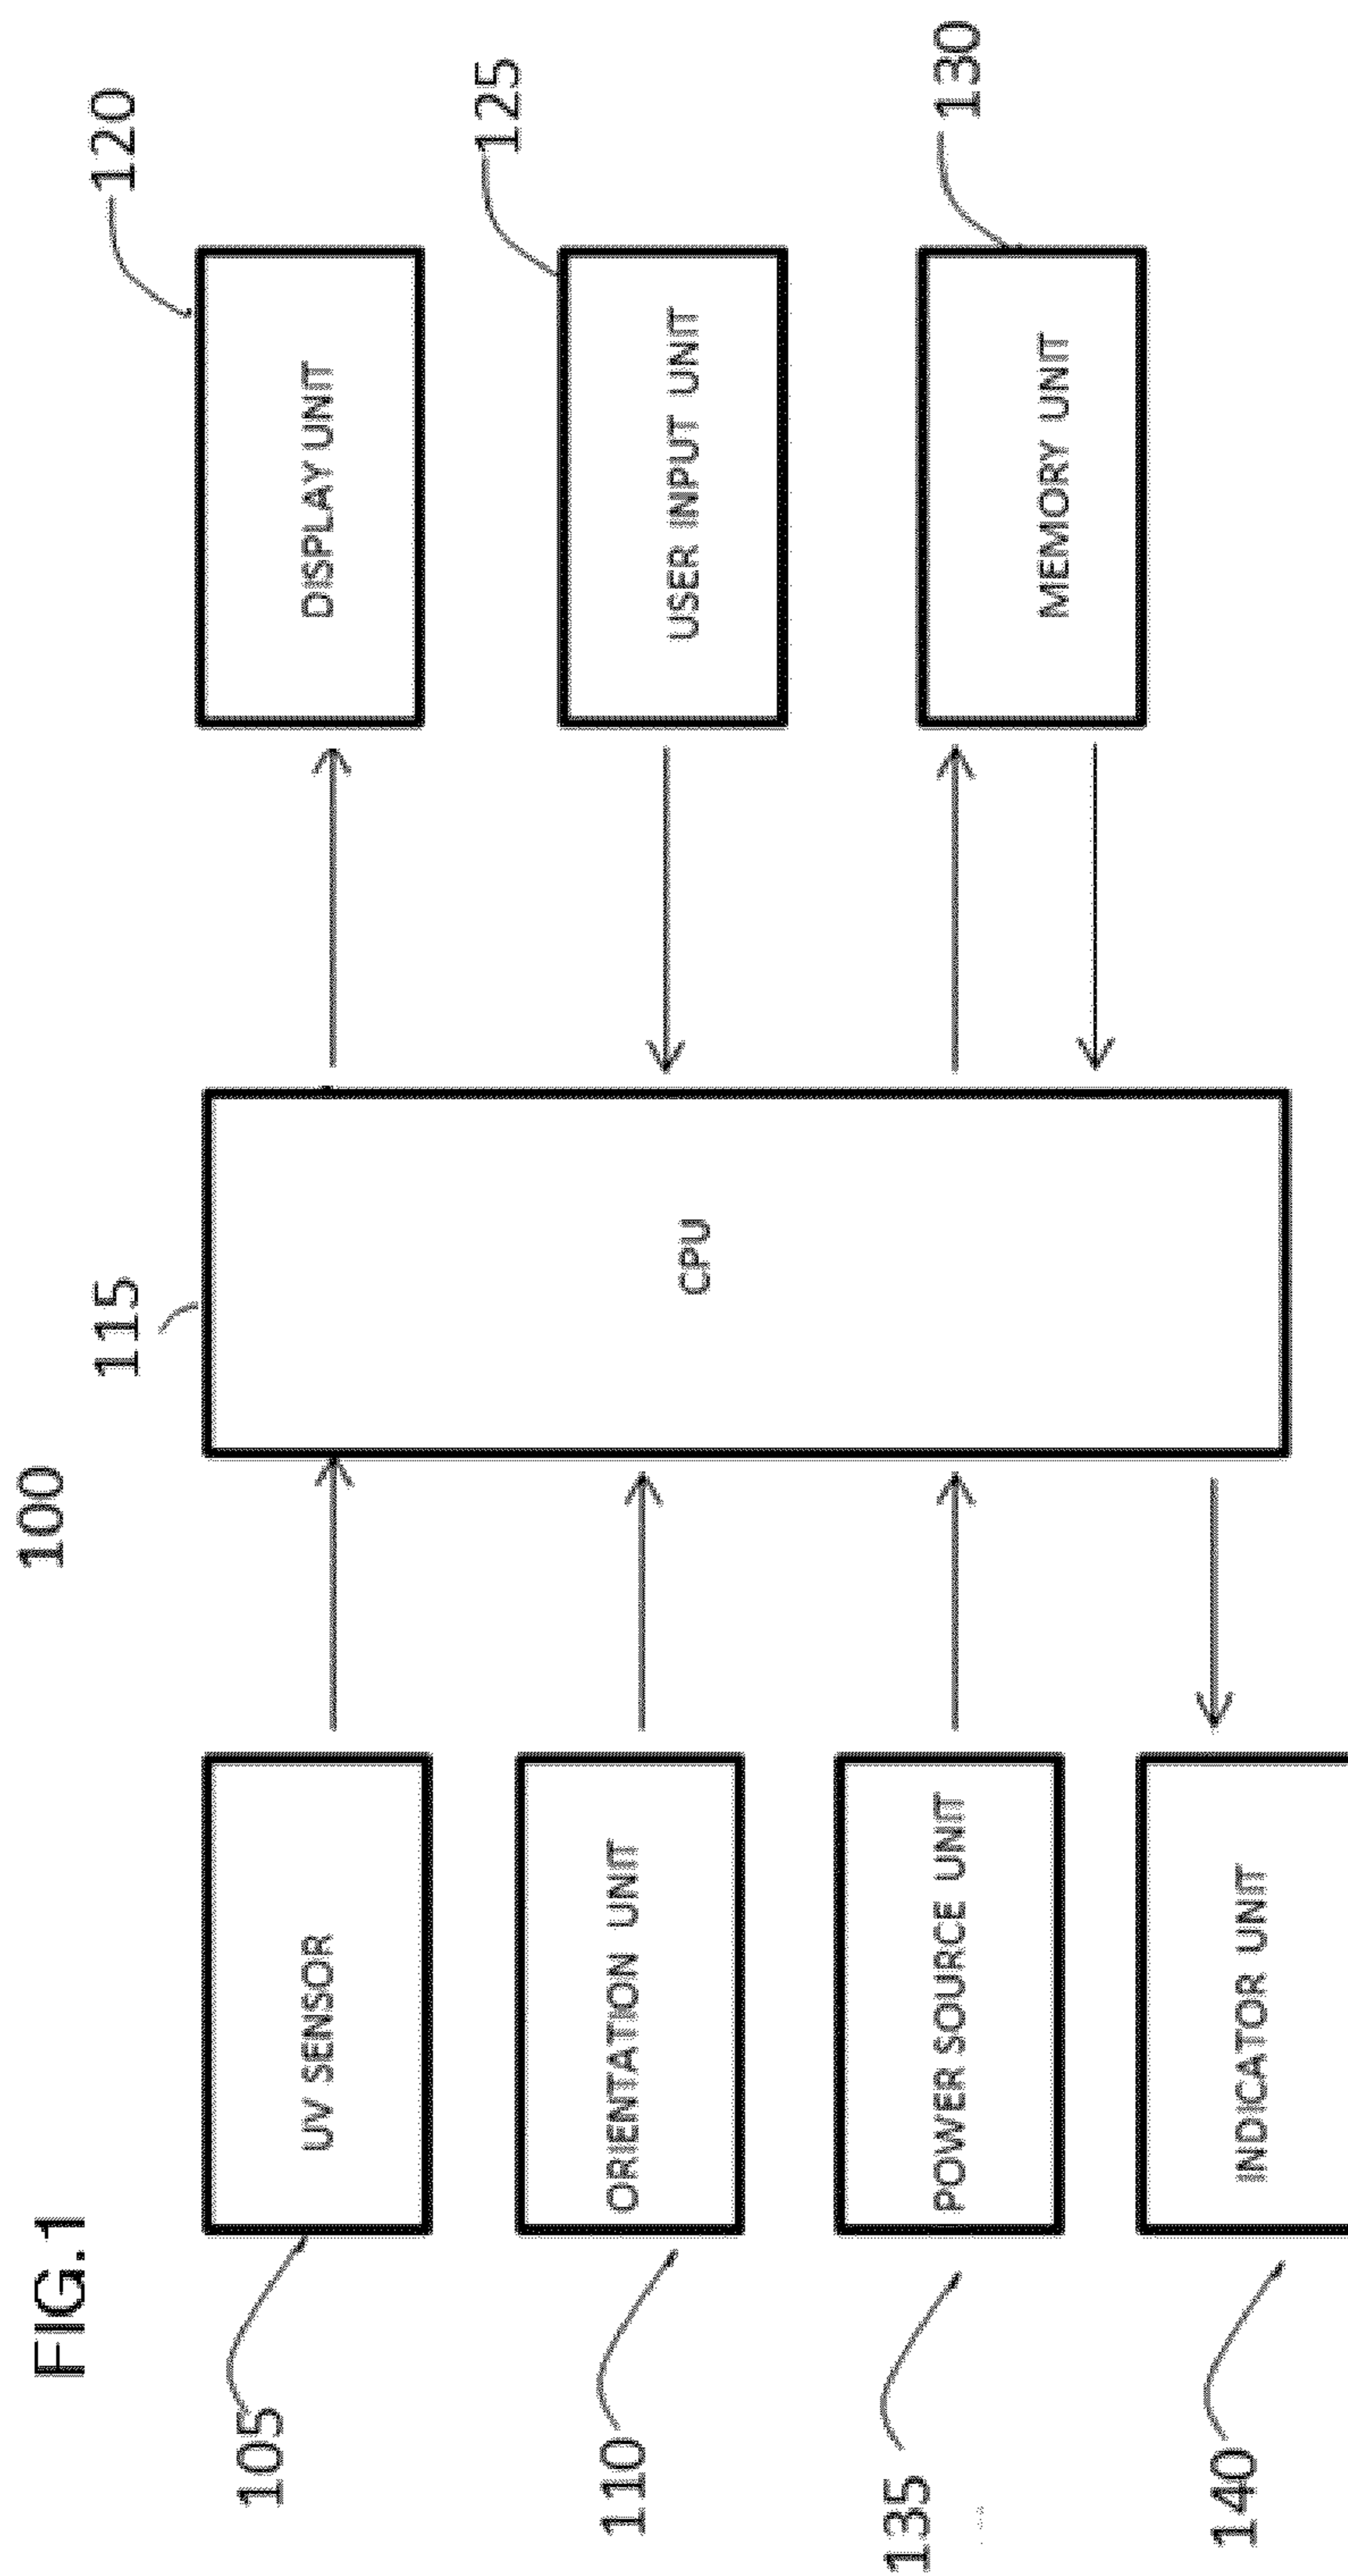 FIG.1
100
115
120
105
UV SENSOR
DISPLAY UNIT
125
110
ORIENTATION UNIT
CPU
USER INPUT UNIT
130
135
POWER SOURCE UNIT
MEMORY UNIT
140
INDICATOR UNIT